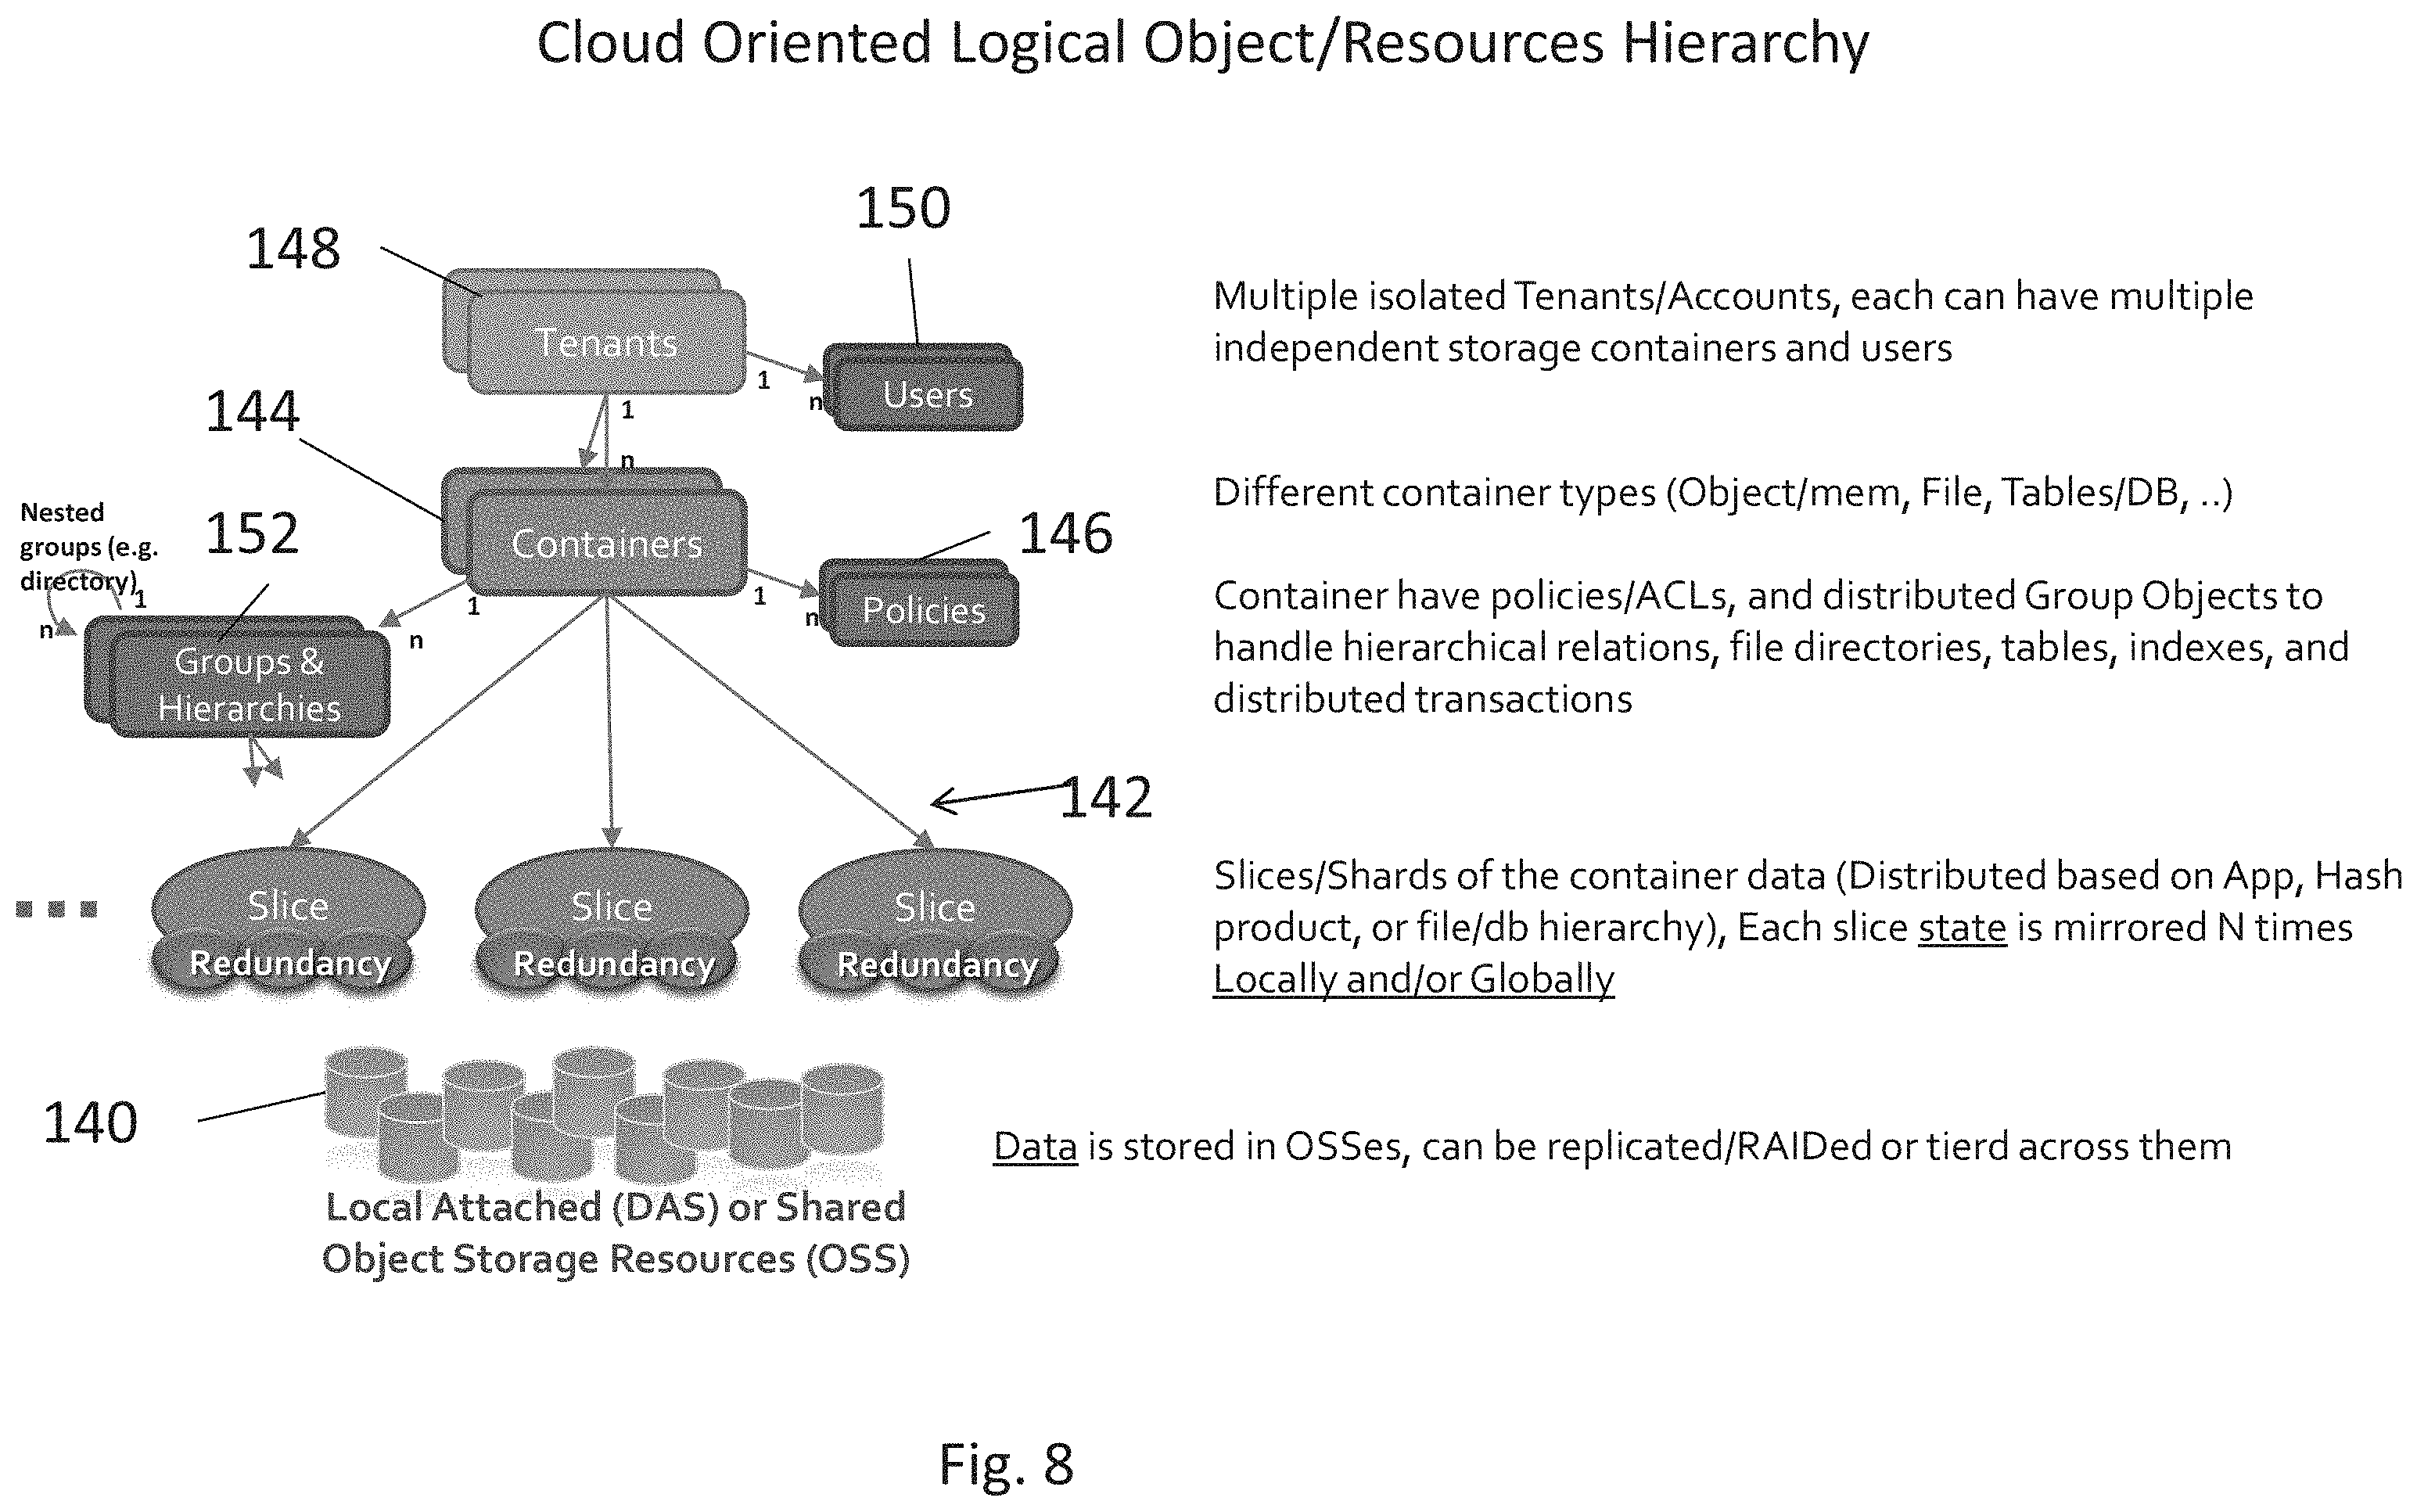 Cloud Oriented Logical Object/Resources Hierarchy
150
148
Tenants
Users
1
n
1
n
Multiple isolated Tenants/Accounts, each can have multiple
independent storage containers and users
144
Containers
Different container types (Object/mem, File, Tables/DB, ..)
Nested
groups (e.g.
directory)
1
n
152
146
1
n
Policies
1
n
Groups &
Hierarchies
Container have policies/ACLs, and distributed Group Objects to
handle hierarchical relations, file directories, tables, indexes, and
distributed transactions
142
Slice
Redundancy
Slice
Redundancy
Slice
Redundancy
Slices/Shards of the container data (Distributed based on App, Hash
product, or file/db hierarchy), Each slice state is mirrored N times
Locally and/or Globally
140
Data is stored in OSSes, can be replicated/RAIDed or tierd across them
Local Attached (DAS) or Shared
Object Storage Resources (OSS)
Fig. 8